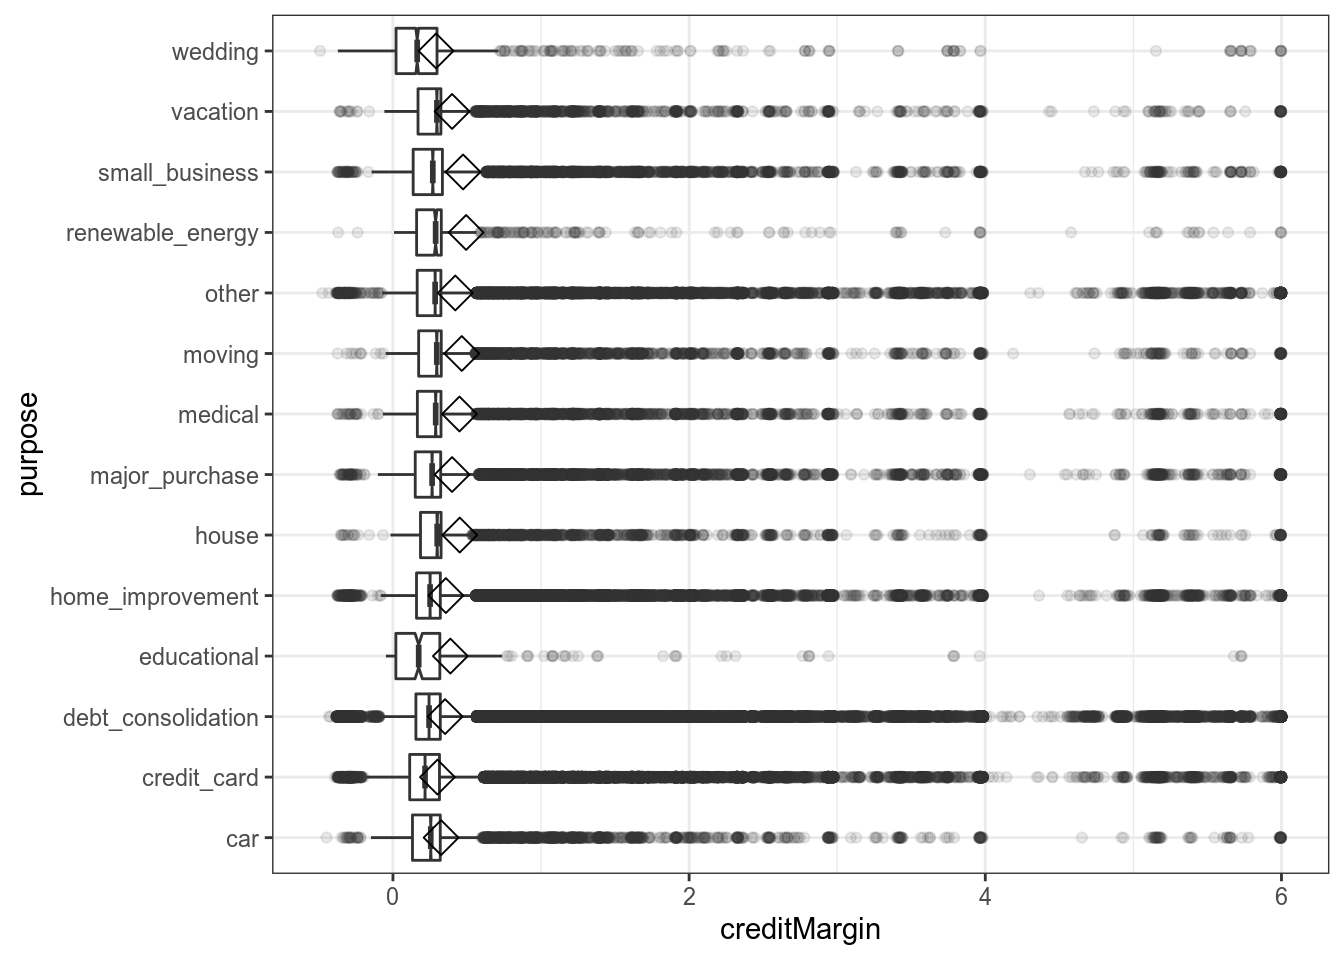 wedding
vacation
small_business
renewable_energy
other
moving
medical
major_purchase
house
home_improvement
educational
debt_consolidation
credit_card
car
purpose
0 2 4 6
creditMargin